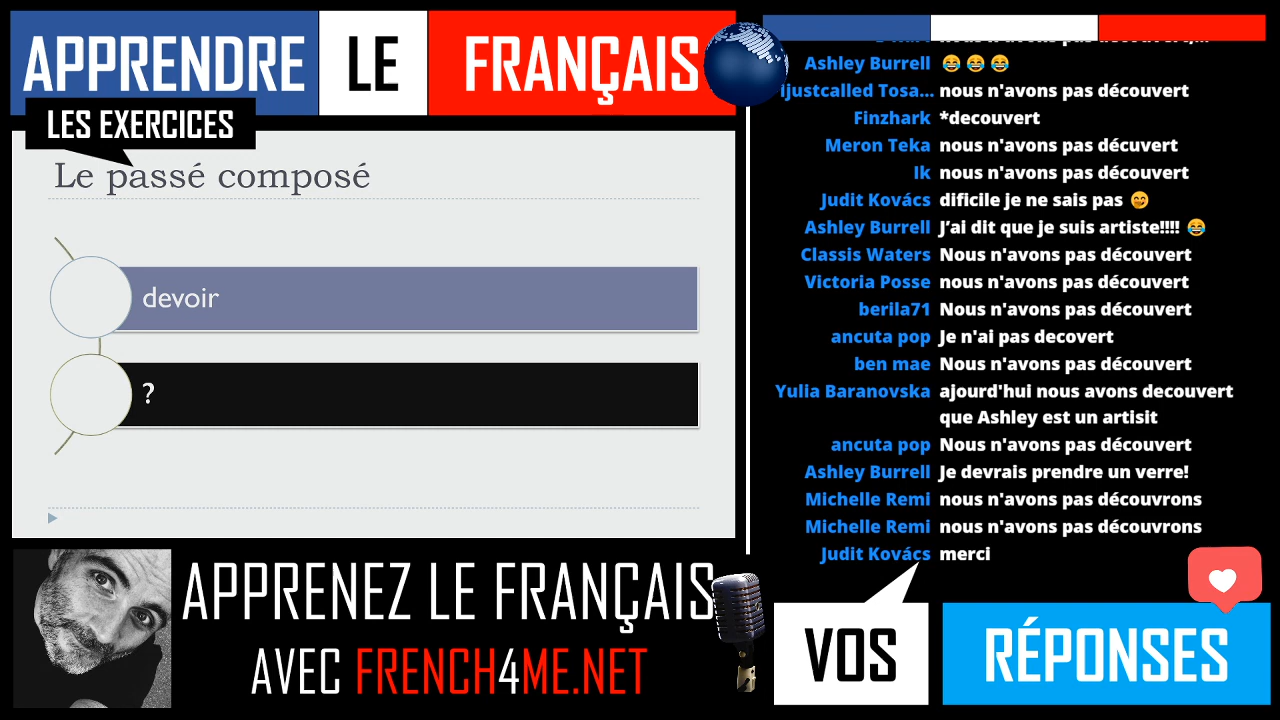 APPRENDRE LE FRANÇAIS
LES EXERCICES
Le passé composé
devoir
?
APPRENEZ LE FRANÇAIS
AVEC FRENCH4ME.NET
Ashley Burrell 😂 😂 😂
ijustcalled Tosa... nous n'avons pas découvert
Finzhark *decouvert
Meron Teka nous n'avons pas décuvert
lk nous n'avons pas découvert
Judit Kovács dificile je ne sais pas 🤭
Ashley Burrell J'ai dit que je suis artiste!!!! 😂
Classis Waters Nous n'avons pas découvert
Victoria Posse nous n'avons pas découvert
berila71 Nous n'avons pas découvert
ancuta pop Je n'ai pas decovert
ben mae Nous n'avons pas découvert
Yulia Baranovska ajourd'hui nous avons decouvert
que Ashley est un artisit
ancuta pop Nous n'avons pas découvert
Ashley Burrell Je devrais prendre un verre!
Michelle Remi nous n'avons pas découvrons
Michelle Remi nous n'avons pas découvrons
Judit Kovács merci
VOS RÉPONSES